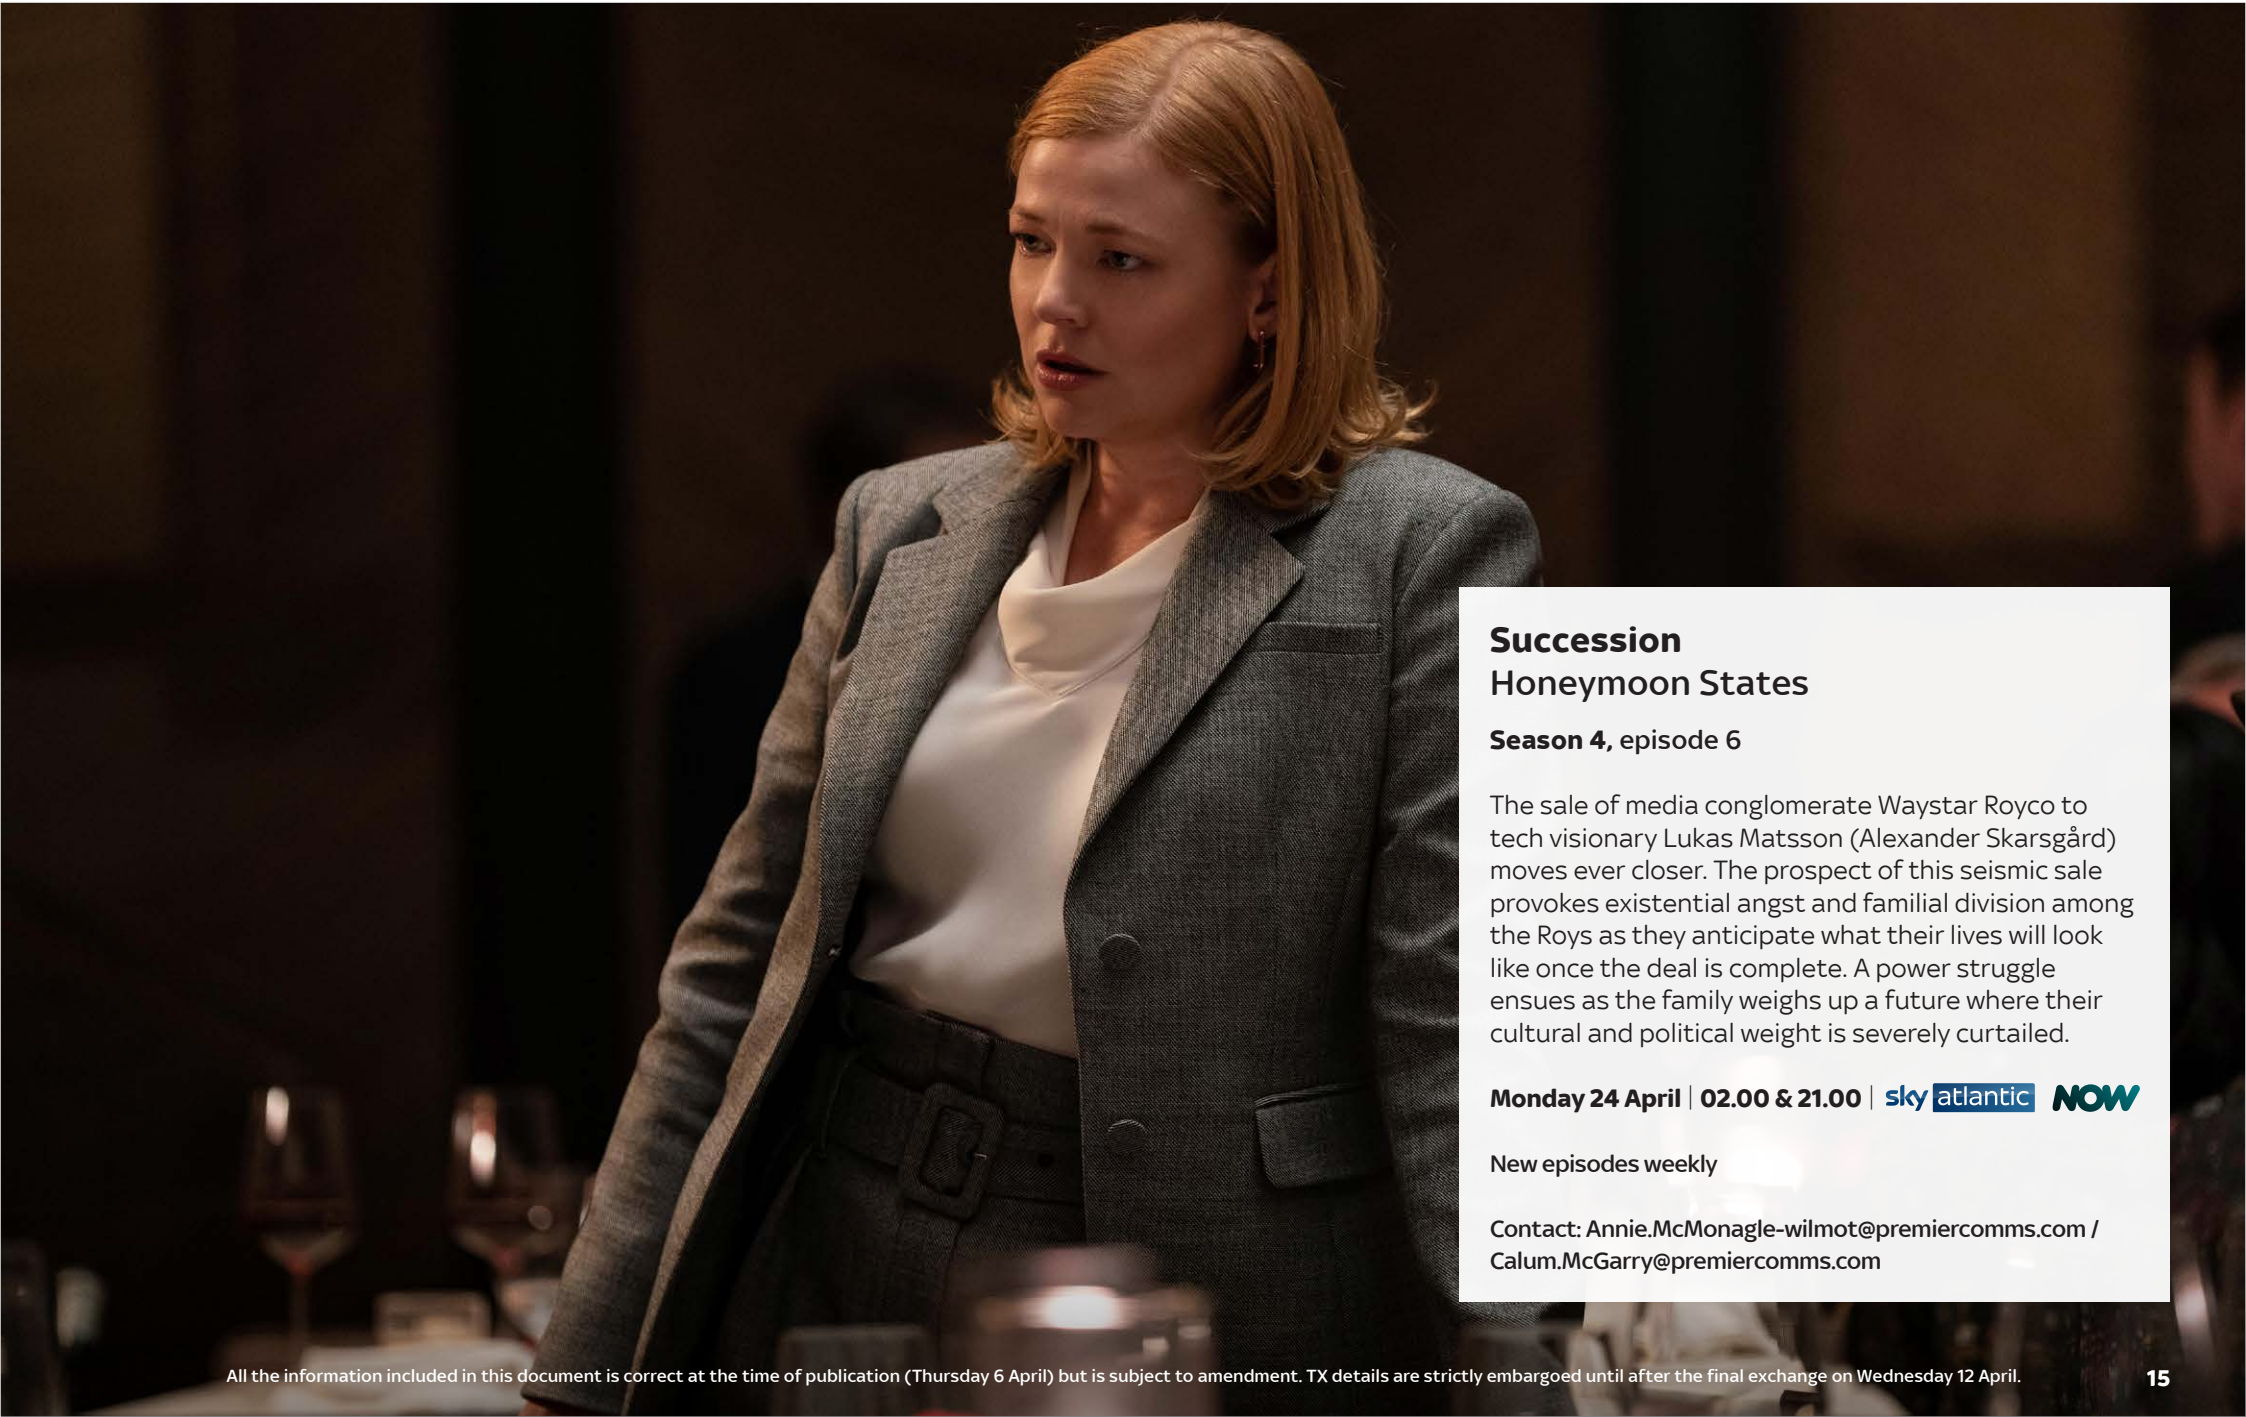 Succession
Honeymoon States
Season 4, episode 6
The sale of media conglomerate Waystar Royco to
tech visionary Lukas Matsson (Alexander Skarsgård)
moves ever closer. The prospect of this seismic sale
provokes existential angst and familial division among
the Roys as they anticipate what their lives will look
like once the deal is complete. A power struggle
ensues as the family weighs up a future where their
cultural and political weight is severely curtailed.
Monday 24 April | 02.00 & 21.00 | sky atlantic NOW
New episodes weekly
Contact: Annie.McMonagle-wilmot@premiercomms.com /
Calum.McGarry@premiercomms.com
All the information included in this document is correct at the time of publication (Thursday 6 April) but is subject to amendment. TX details are strictly embargoed until after the final exchange on Wednesday 12 April.
15